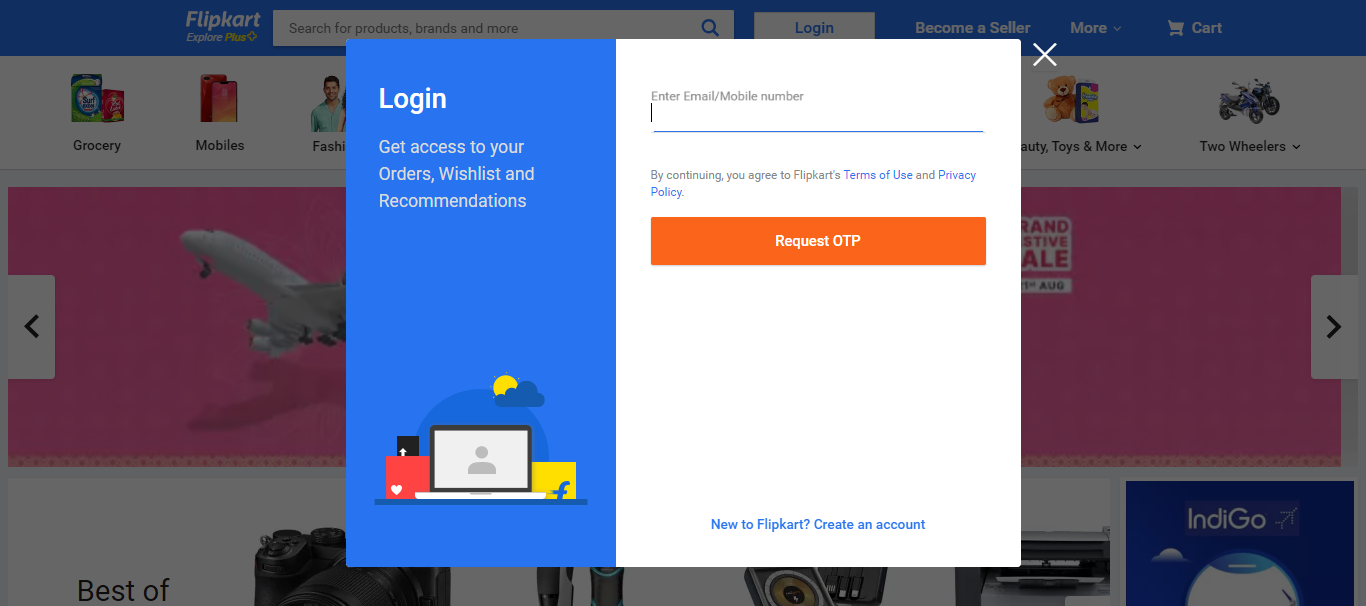 Flipkart
Explore Plus
Search for products, brands and more
Login
Become a Seller
More
Cart
Grocery
Mobiles
Fashi
auty, Toys & More
Two Wheelers
Login
Get access to your
Orders, Wishlist and
Recommendations
Enter Email/Mobile number
By continuing, you agree to Flipkart's Terms of Use and Privacy
Policy.
Request OTP
New to Flipkart? Create an account
RAND
STIVE
ALE
1st AUG
IndiGo
Best of